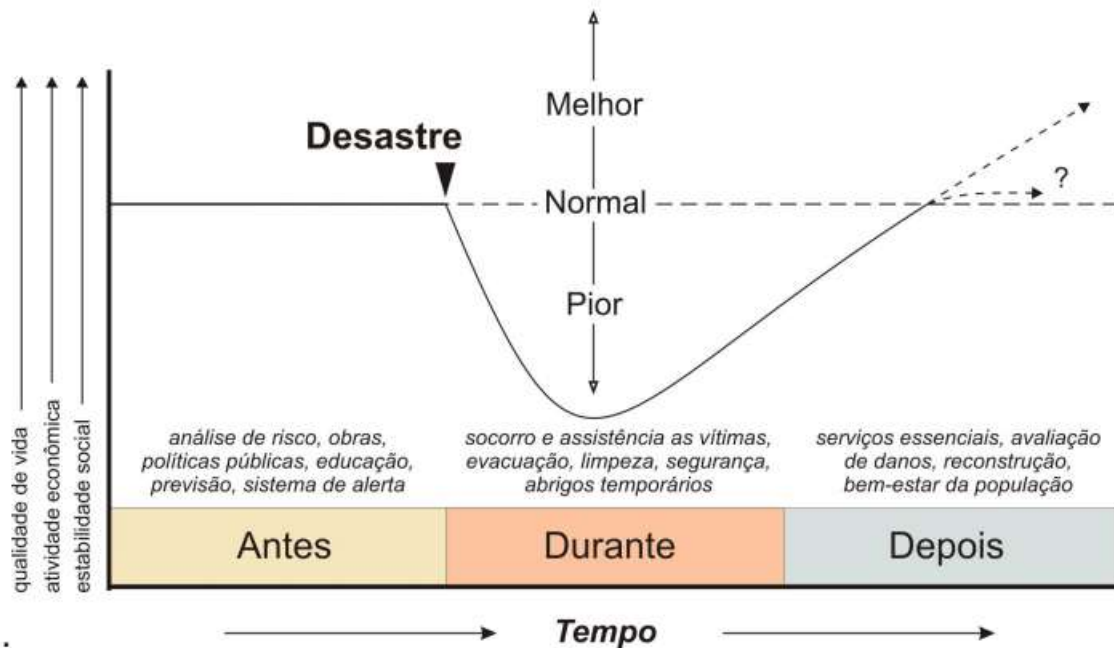 Melhor
Desastre
Normal
?
Pior
qualidade de vida
atividade econômica
estabilidade social
análise de risco, obras,
políticas públicas, educação,
previsão, sistema de alerta
socorro e assistência as vítimas,
evacuação, limpeza, segurança,
abrigos temporários
serviços essenciais, avaliação
de danos, reconstrução,
bem-estar da população
Antes
Durante
Depois
Tempo
.